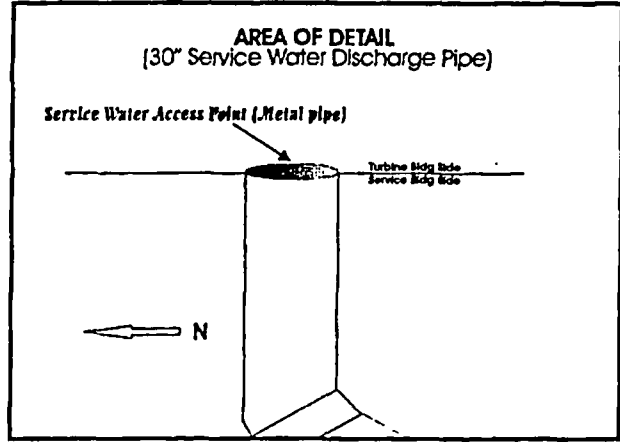 AREA OF DETAIL
(30" Service Water Discharge Pipe)
Service Water Access Point (Metal pipe)
Turbine Bldg Side
Service Bldg Side
N